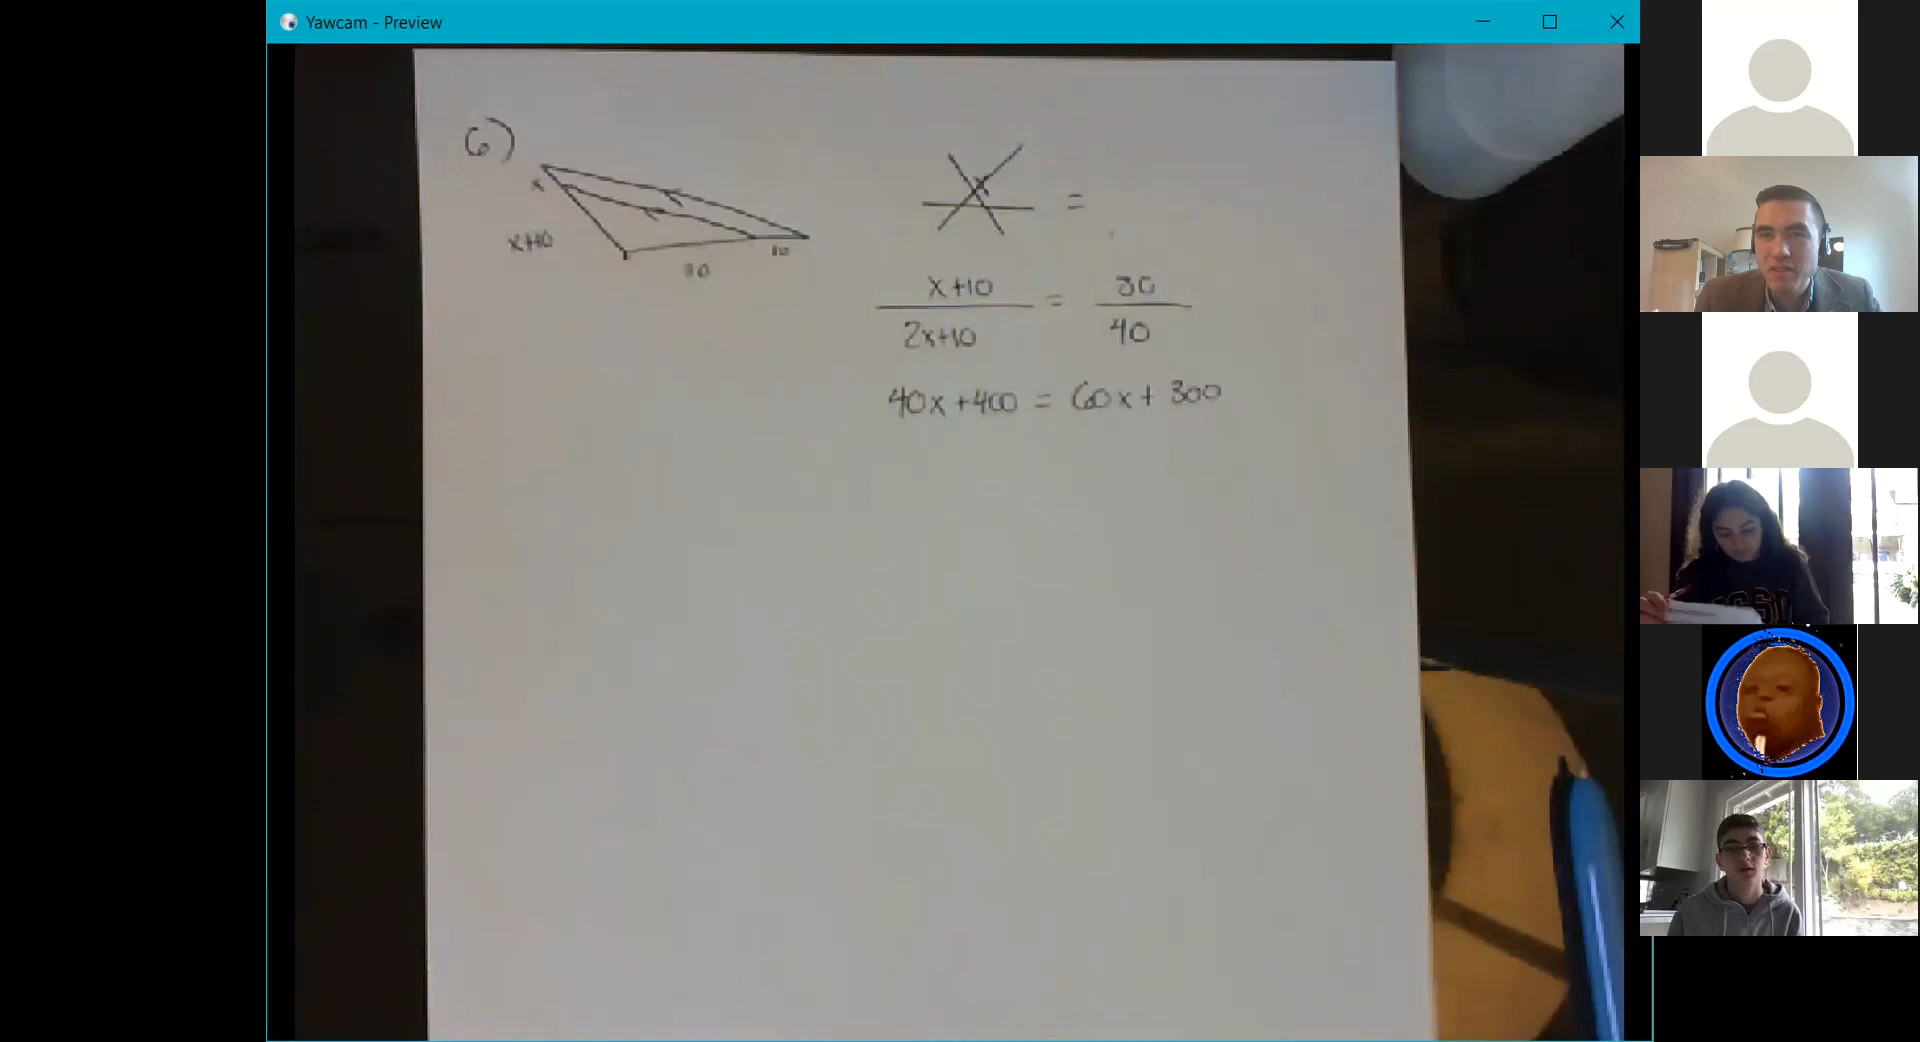 Yawcam - Preview
6)
x
x+10
30
10
=
x+10 = 30
2x+10 40
40x+400 = 60x+300